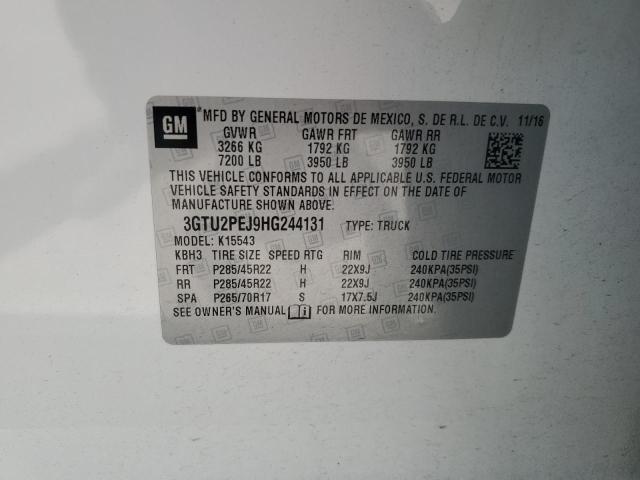 GM MFD BY GENERAL MOTORS DE MEXICO, S. DE R.L. DE C.V. 11/16
GVWR GAWR FRT GAWR RR
3266 KG 1792 KG 1792 KG
7200 LB 3950 LB 3950 LB
THIS VEHICLE CONFORMS TO ALL APPLICABLE U.S. FEDERAL MOTOR
VEHICLE SAFETY STANDARDS IN EFFECT ON THE DATE OF
MANUFACTURE SHOWN ABOVE.
3GTU2PEJ9HG244131 TYPE: TRUCK
MODEL: K15543
KBH3 TIRE SIZE SPEED RTG RIM COLD TIRE PRESSURE
FRT P285/45R22 H 22X9J 240KPA(35PSI)
RR P285/45R22 H 22X9J 240KPA(35PSI)
SPA P265/70R17 S 17X7.5J 240KPA(35PSI)
SEE OWNER'S MANUAL FOR MORE INFORMATION.